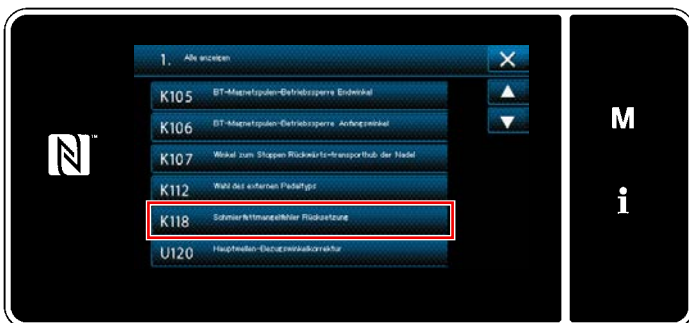 1. Alle anzeigen
K105 BT-Magnetspulen-Betriebssperre Endwinkel
K106 BT-Magnetspulen-Betriebssperre Anfangswinkel
K107 Winkel zum Stoppen Rückwärts-transporthub der Nadel
K112 Wahl des externen Pedaltyps
K118 Schmierfettmangelfehler Rücksetzung
U120 Hauptwellen-Bezugswinkelkorrektur
M
i